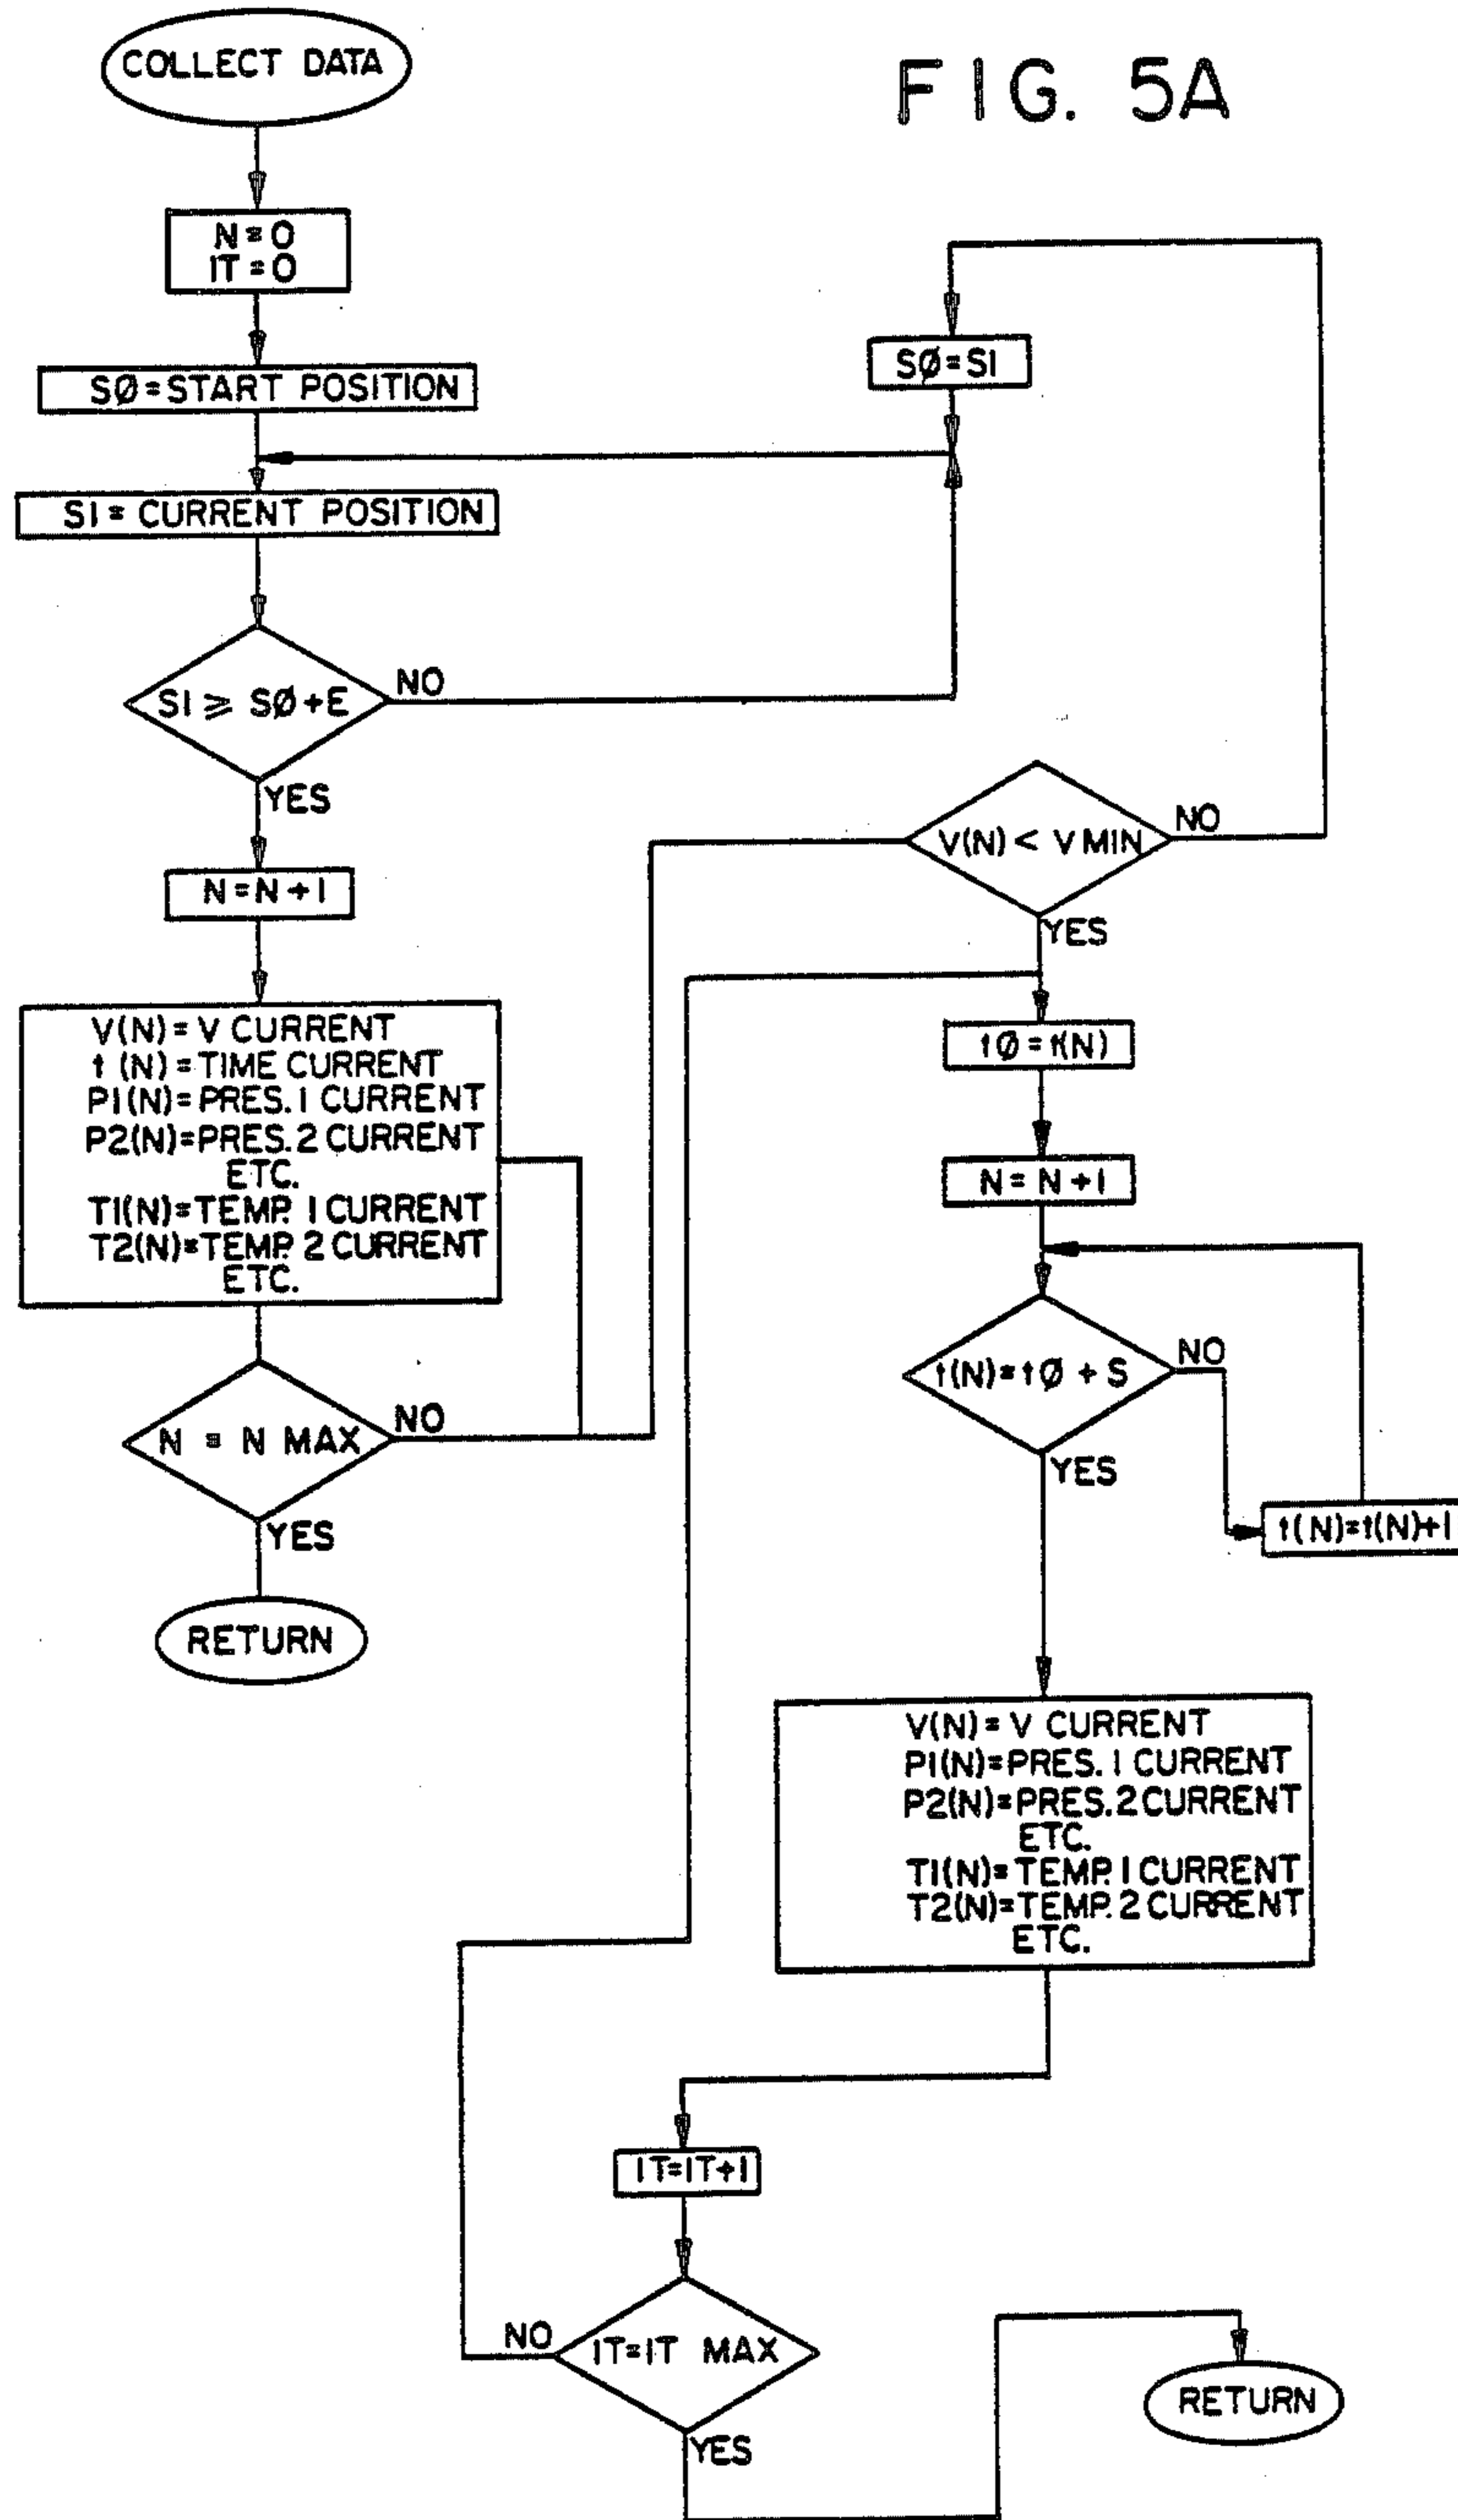 FIG. 5A
COLLECT DATA
N=0
IT=0
SØ=START POSITION
S1=CURRENT POSITION
S1 ≥ SØ+E
NO
YES
N=N+1
V(N)=V CURRENT
t(N)=TIME CURRENT
P1(N)=PRES. 1 CURRENT
P2(N)=PRES. 2 CURRENT
ETC.
T1(N)=TEMP. 1 CURRENT
T2(N)=TEMP. 2 CURRENT
ETC.
N = N MAX
NO
YES
RETURN
SØ=S1
V(N) < V MIN
NO
YES
tØ=t(N)
N=N+1
t(N)=tØ+S
NO
YES
t(N)=t(N)+1
V(N)=V CURRENT
P1(N)=PRES. 1 CURRENT
P2(N)=PRES. 2 CURRENT
ETC.
T1(N)=TEMP. 1 CURRENT
T2(N)=TEMP. 2 CURRENT
ETC.
IT=IT+1
IT=IT MAX
NO
YES
RETURN